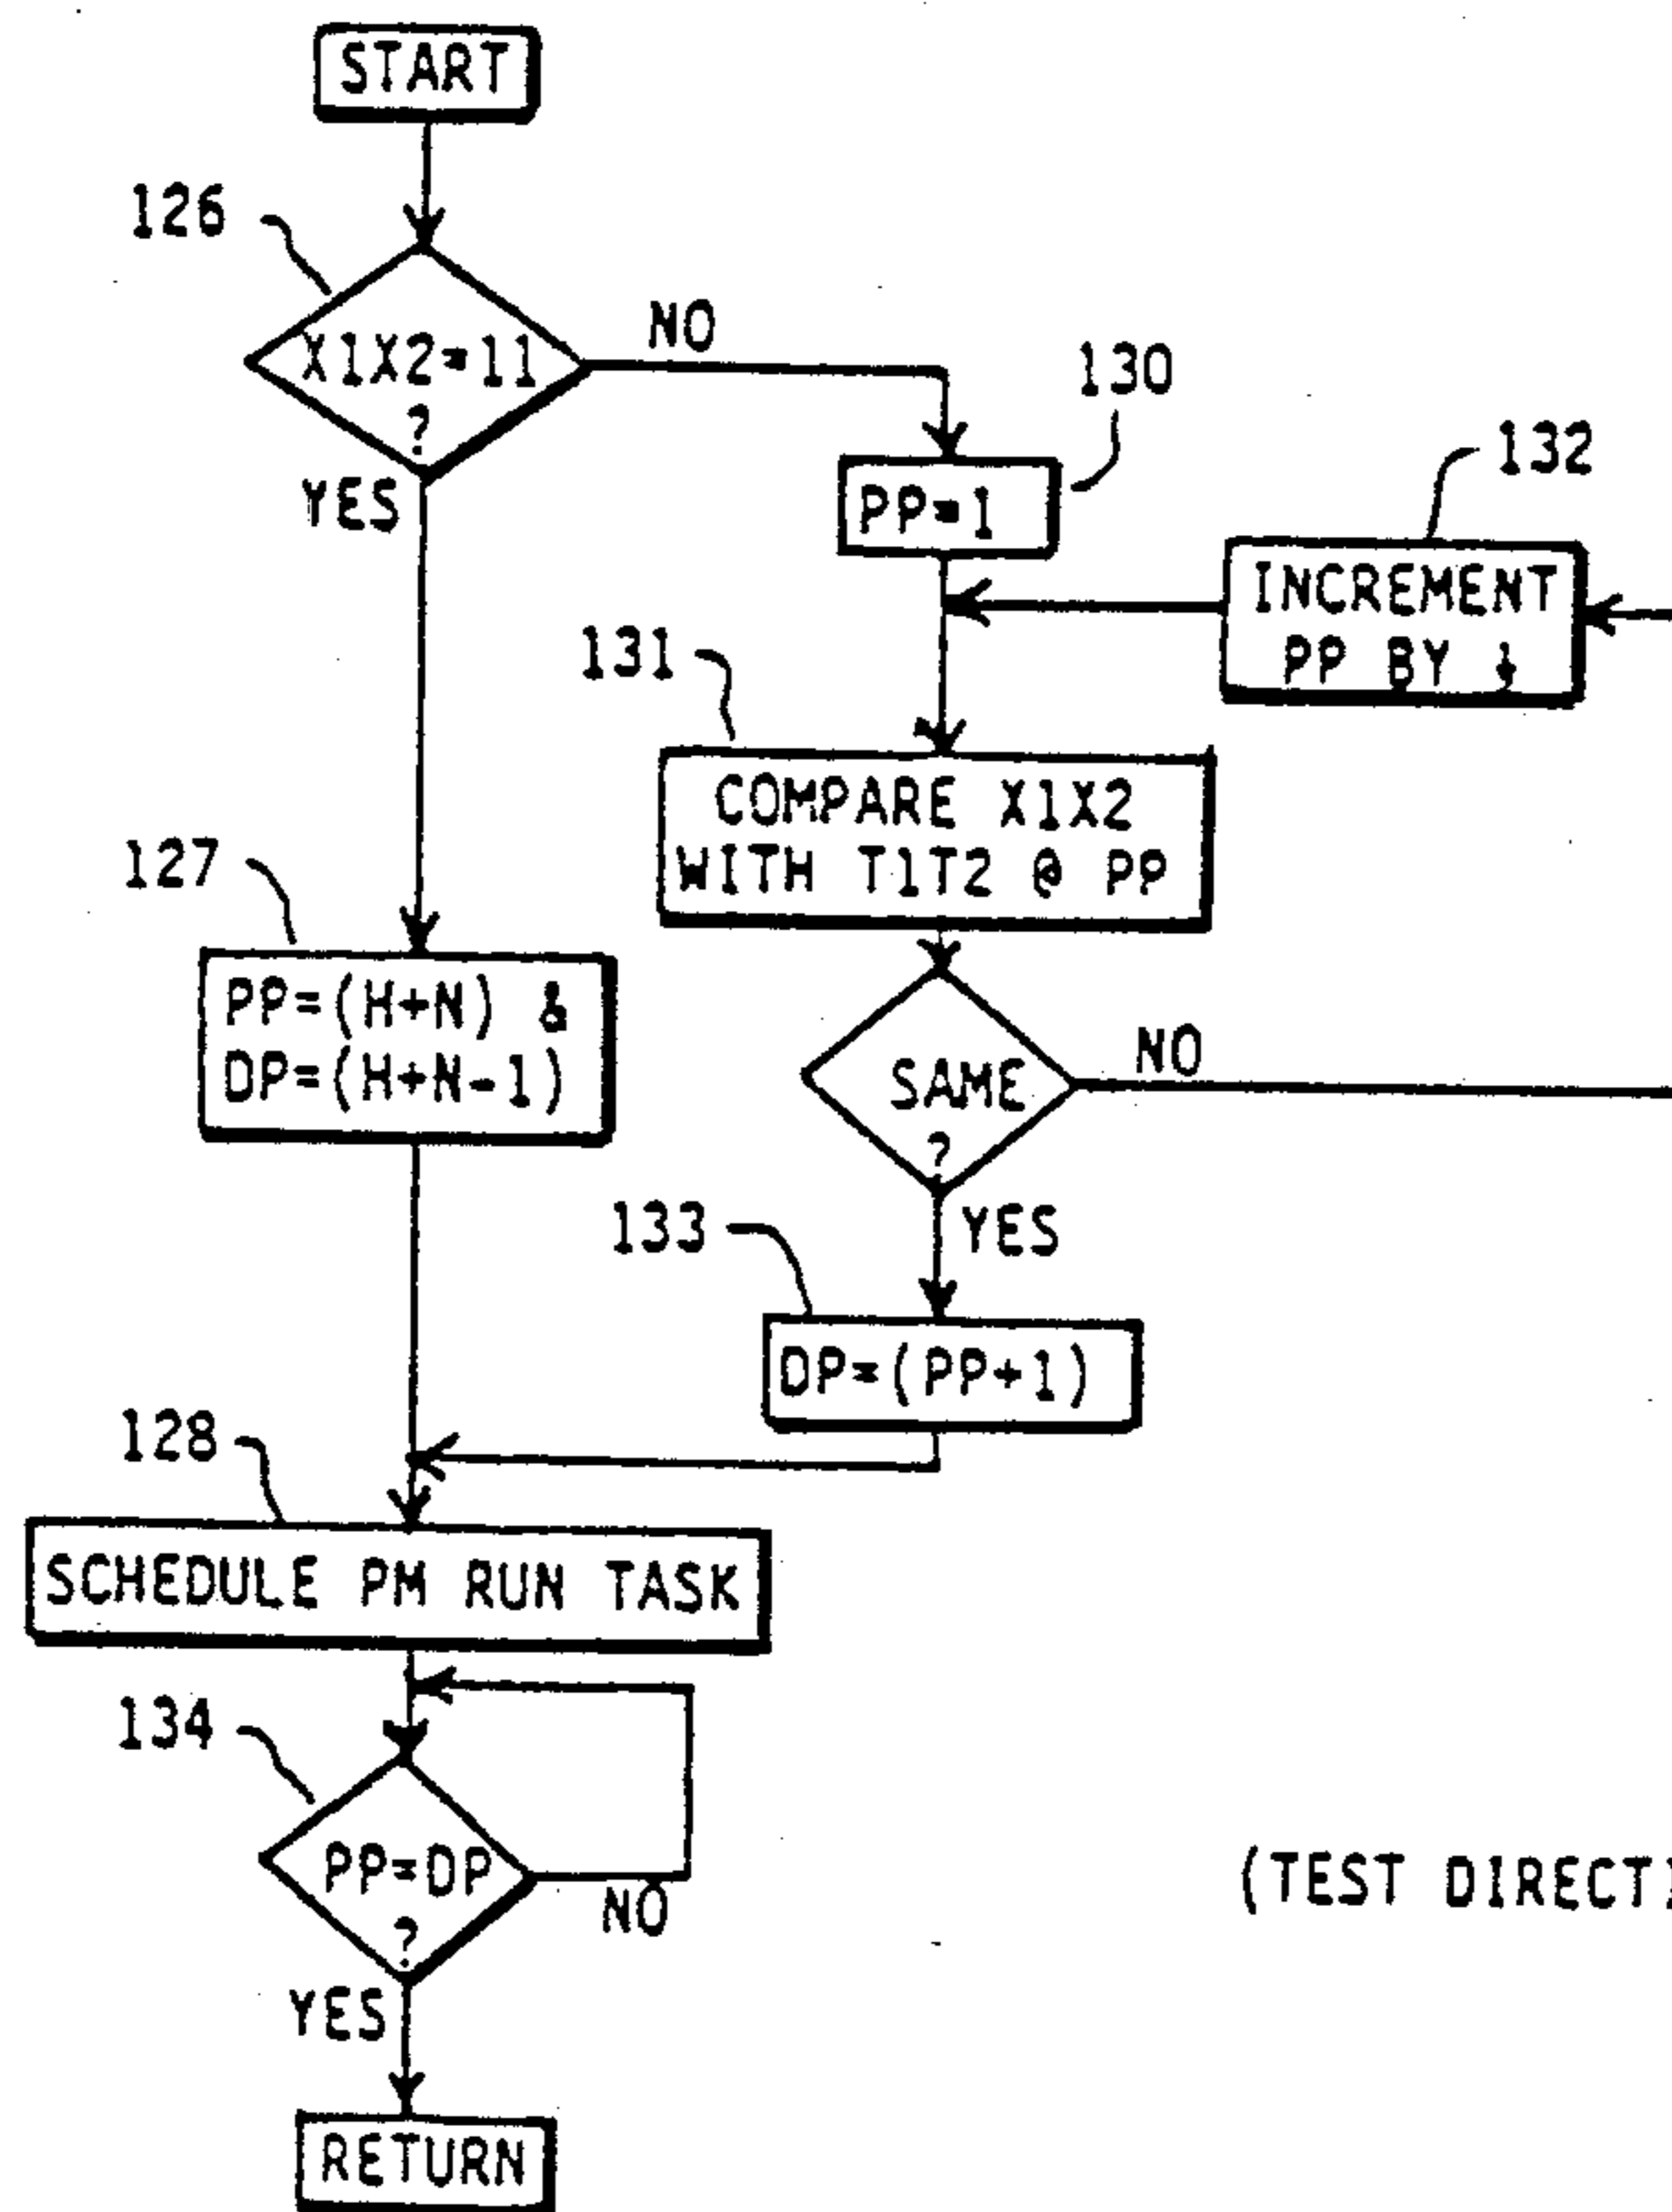 START
126
X1X2=11
?
NO
YES
130
PP=1
132
INCREMENT
PP BY 1
131
COMPARE X1X2
WITH T1T2 @ PP
127
PP=(H+N) &
DP=(H+N-1)
SAME
?
NO
YES
133
DP=(PP+1)
128
SCHEDULE PM RUN TASK
134
PP=DP
?
NO
YES
(TEST DIRECTI
RETURN